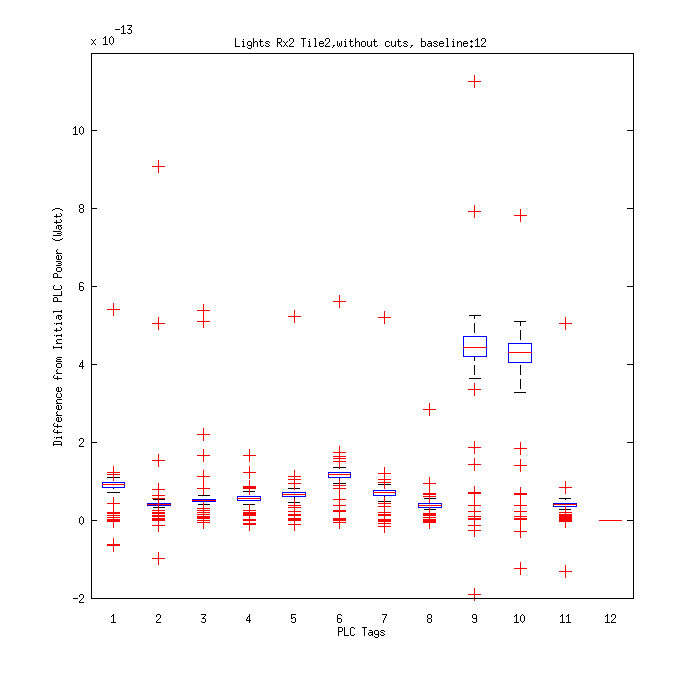 x 10^-13
Lights Rx2 Tile2,without cuts, baseline:12
Difference from Initial PLC Power (Watt)
10
8
6
4
2
0
-2
1 2 3 4 5 6 7 8 9 10 11 12
PLC Tags